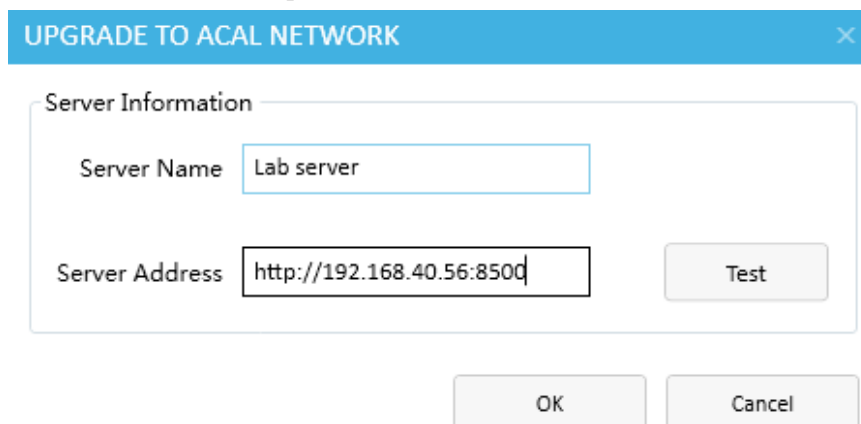 UPGRADE TO ACAL NETWORK
Server Information
Server Name Lab server
Server Address http://192.168.40.56:8500 Test
OK Cancel